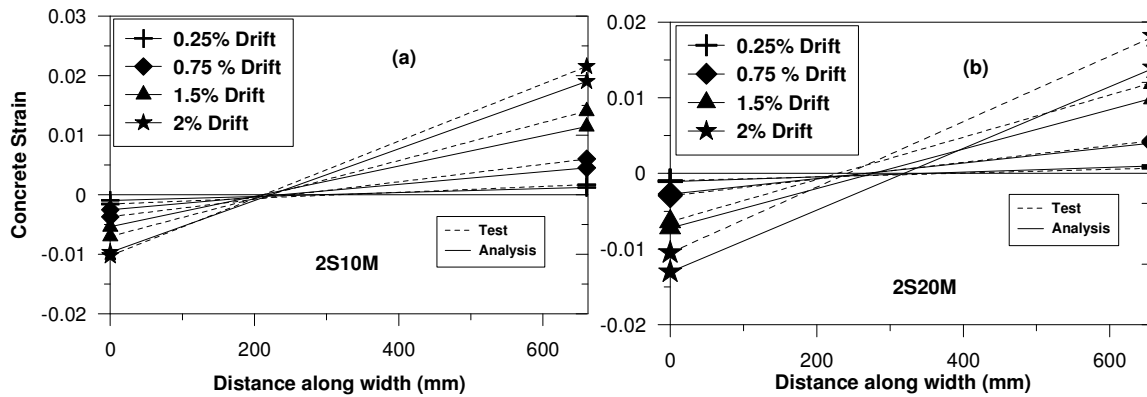 0.03
0.02
0.01
0
-0.01
-0.02
Concrete Strain
0.25% Drift
0.75 % Drift
1.5% Drift
2% Drift
(a)
Test
Analysis
2S10M
0
200
400
600
Distance along width (mm)
0.02
0.01
0
-0.01
-0.02
0.25% Drift
0.75 % Drift
1.5% Drift
2% Drift
(b)
Test
Analysis
2S20M
0
200
400
600
Distance along width (mm)